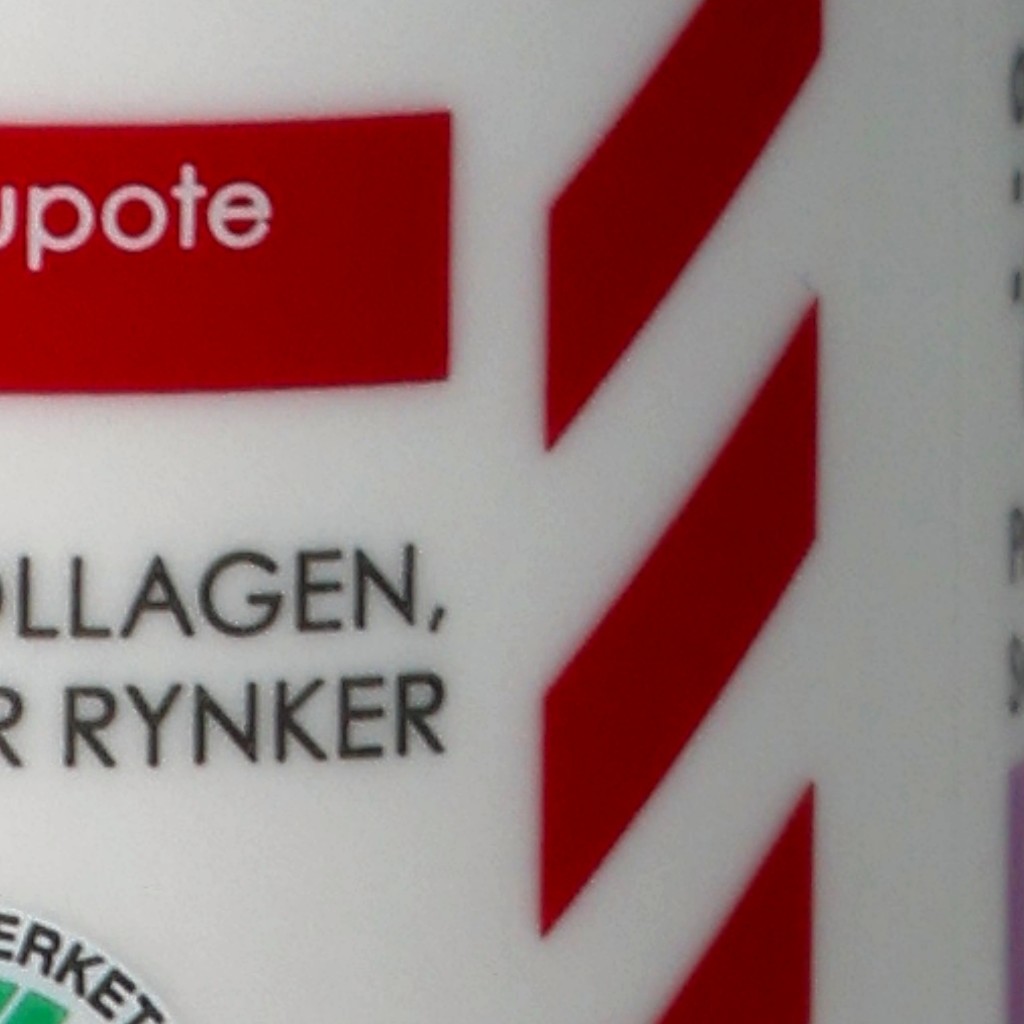 upote
OLLAGEN,
R RYNKER
ERKET